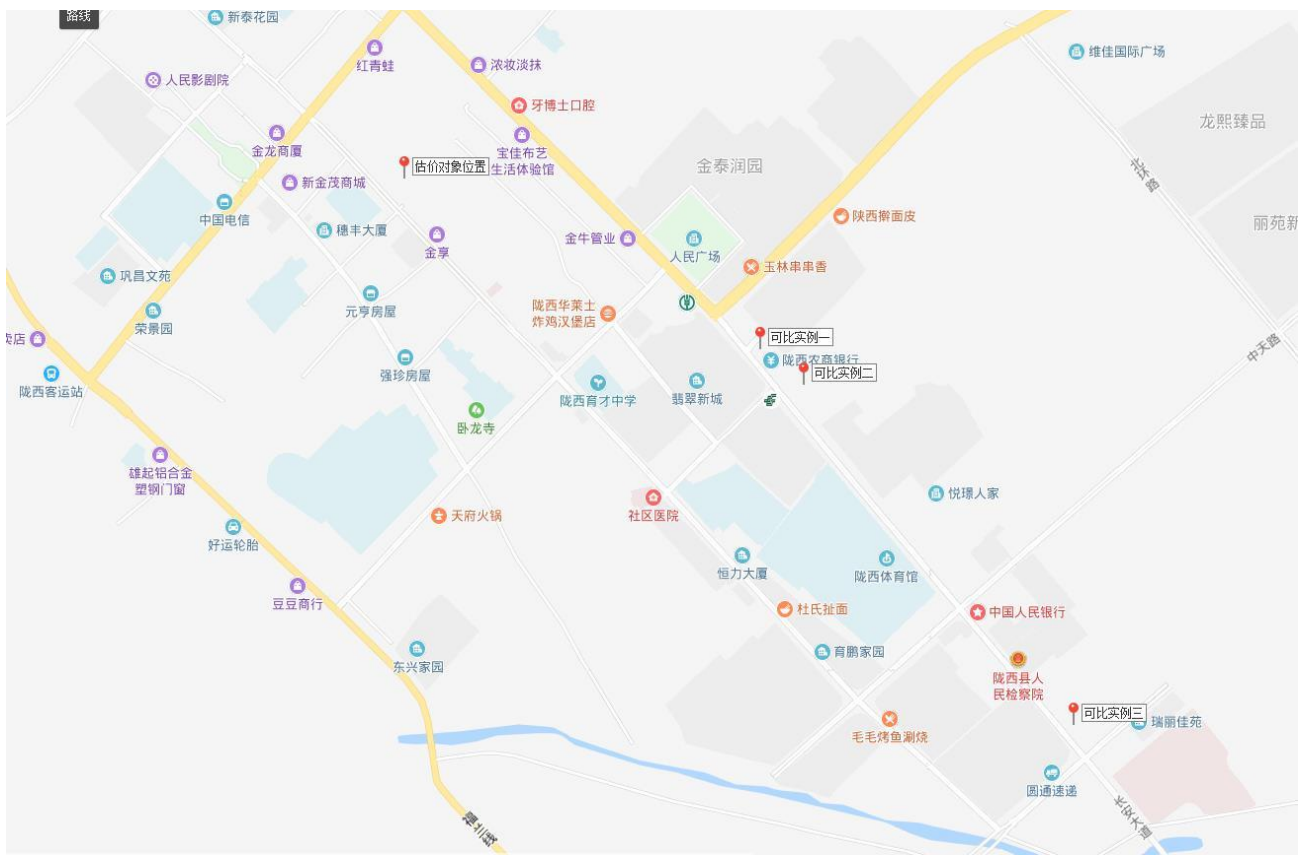 路线
新泰花园
红青蛙
浓妆淡抹
维佳国际广场
人民影剧院
牙博士口腔
龙熙臻品
金龙商厦
宝佳布艺
生活体验馆
估价对象位置
金泰润园
北环路
新金茂商城
中国电信
陕西擀面皮
丽苑新
穗丰大厦
金享
金牛管业
人民广场
玉林串串香
巩昌文苑
元亨房屋
陇西华莱士
炸鸡汉堡店
荣景园
卖店
可比实例一
陇西农商银行
可比实例二
中天路
强珍房屋
陇西客运站
陇西育才中学
翡翠新城
卧龙寺
雄起铝合金
塑钢门窗
悦璟人家
天府火锅
社区医院
好运轮胎
恒力大厦
陇西体育馆
豆豆商行
杜氏扯面
中国人民银行
东兴家园
育鹏家园
陇西县人
民检察院
可比实例三
瑞丽佳苑
毛毛烤鱼涮烧
圆通速递
长安大道
福兰线